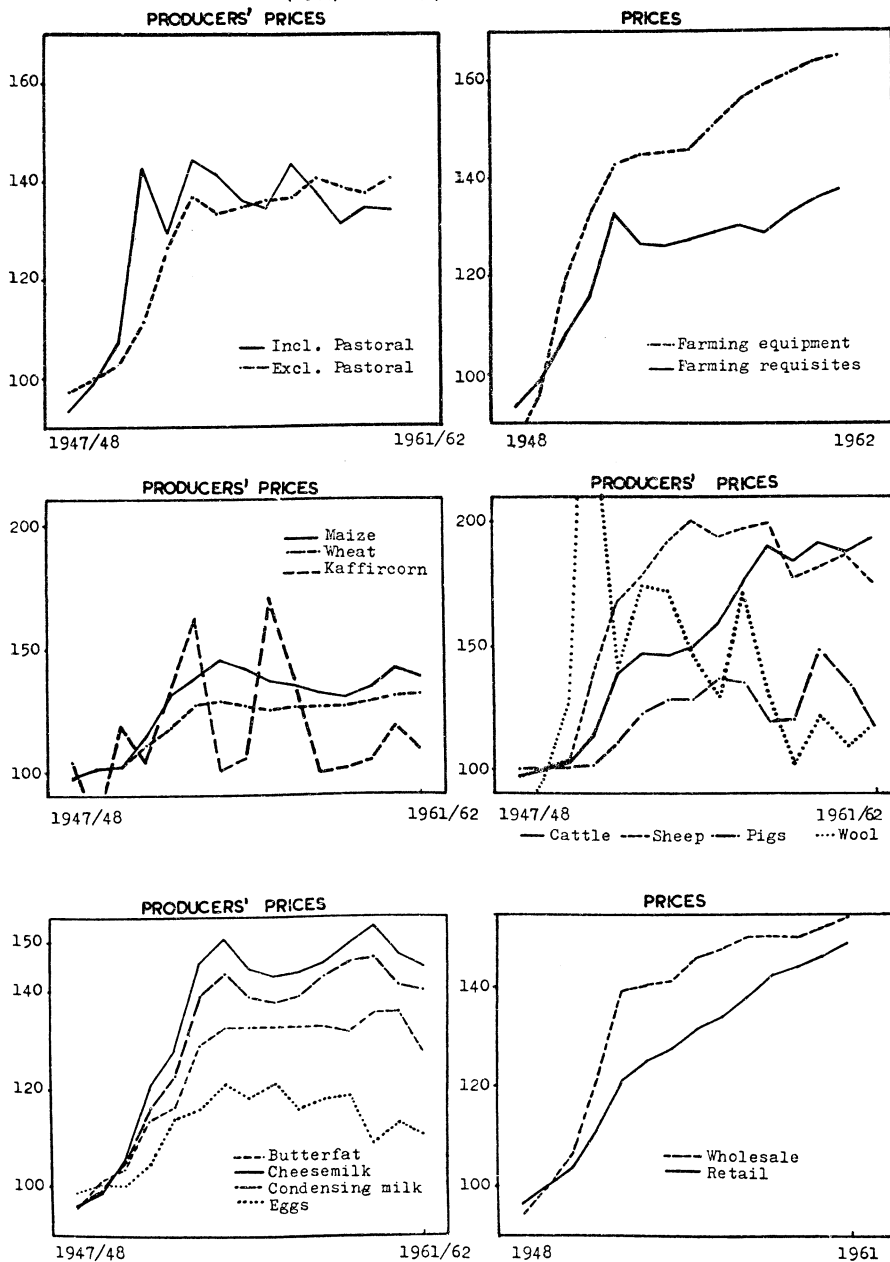 PRODUCERS' PRICES
160
140
120
100
Incl. Pastoral
Excl. Pastoral
1947/48 1961/62
PRICES
160
140
120
100
Farming equipment
Farming requisites
1948 1962
PRODUCERS' PRICES
200
150
100
Maize
Wheat
Kaffircorn
1947/48 1961/62
PRODUCERS' PRICES
200
150
100
1947/48 1961/62
Cattle Sheep Pigs Wool
PRODUCERS' PRICES
150
140
120
100
Butterfat
Cheesemilk
Condensing milk
Eggs
1947/48 1961/62
PRICES
140
120
100
Wholesale
Retail
1948 1961